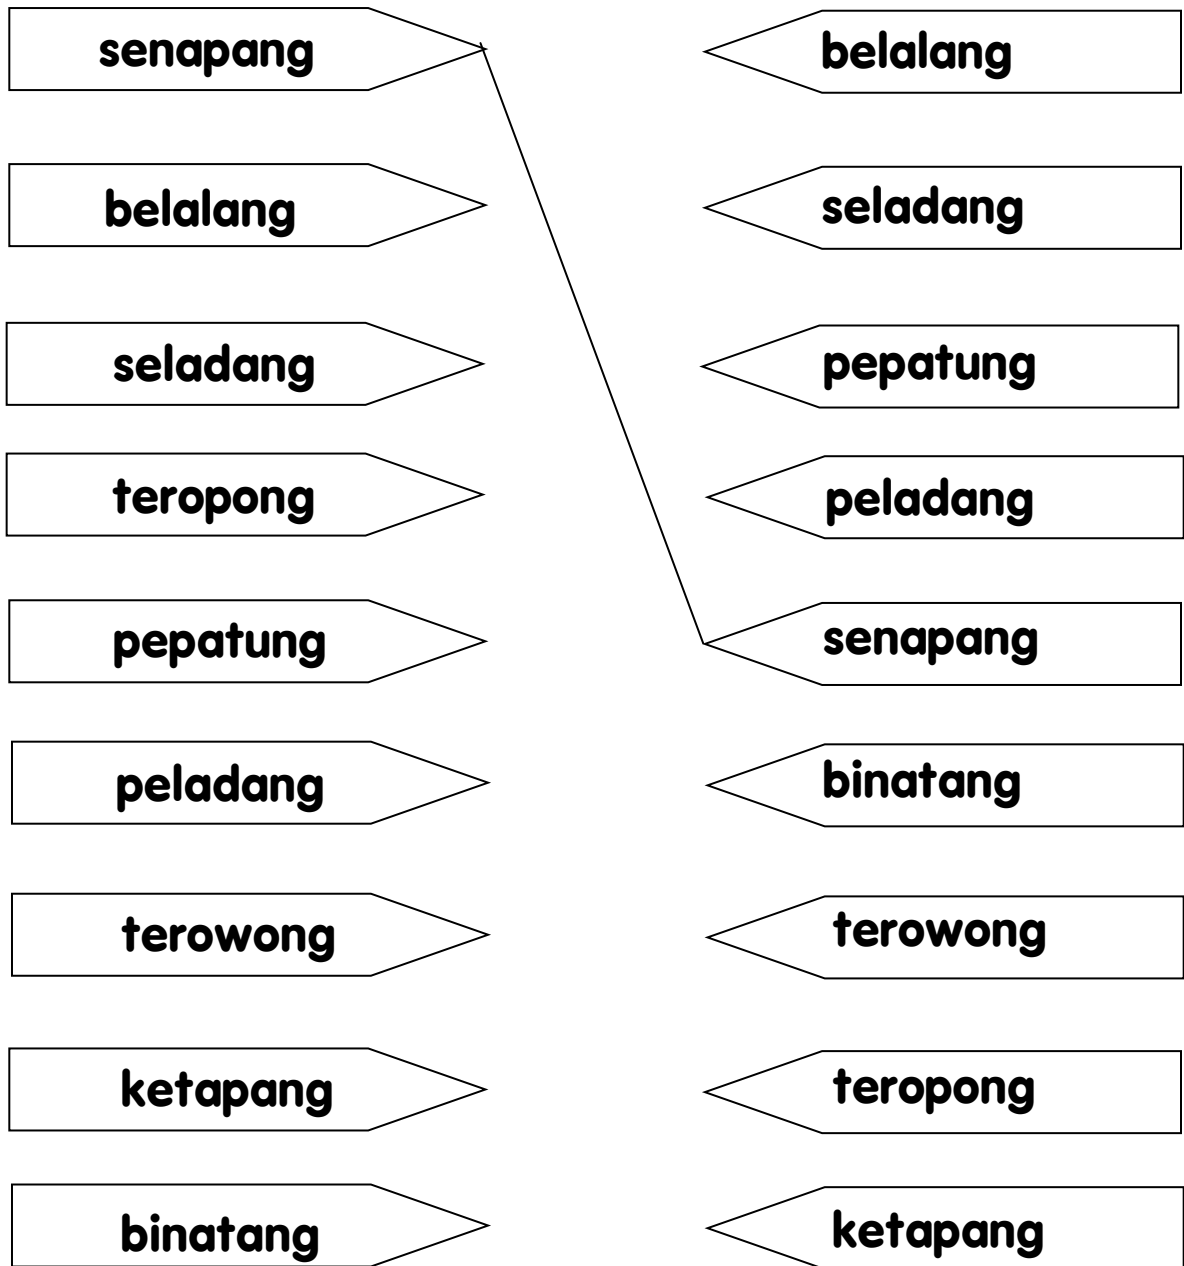 senapang
belalang
belalang
seladang
seladang
pepatung
teropong
peladang
pepatung
senapang
peladang
binatang
terowong
terowong
ketapang
teropong
binatang
ketapang